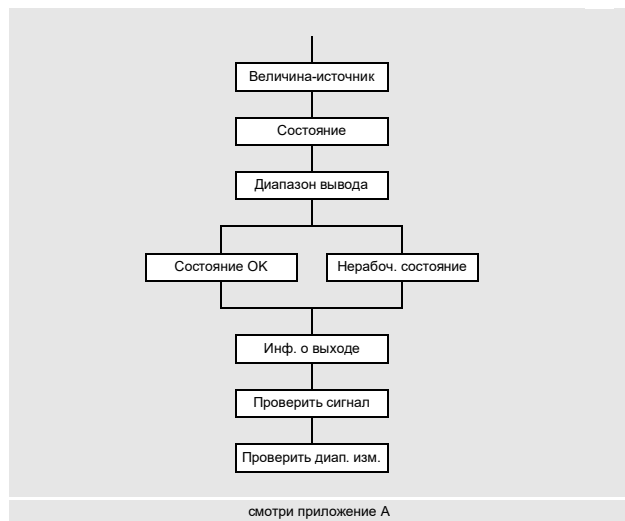 Величина-источник
Состояние
Диапазон вывода
Состояние OK
Нерабоч. состояние
Инф. о выходе
Проверить сигнал
Проверить диап. изм.
смотри приложение A